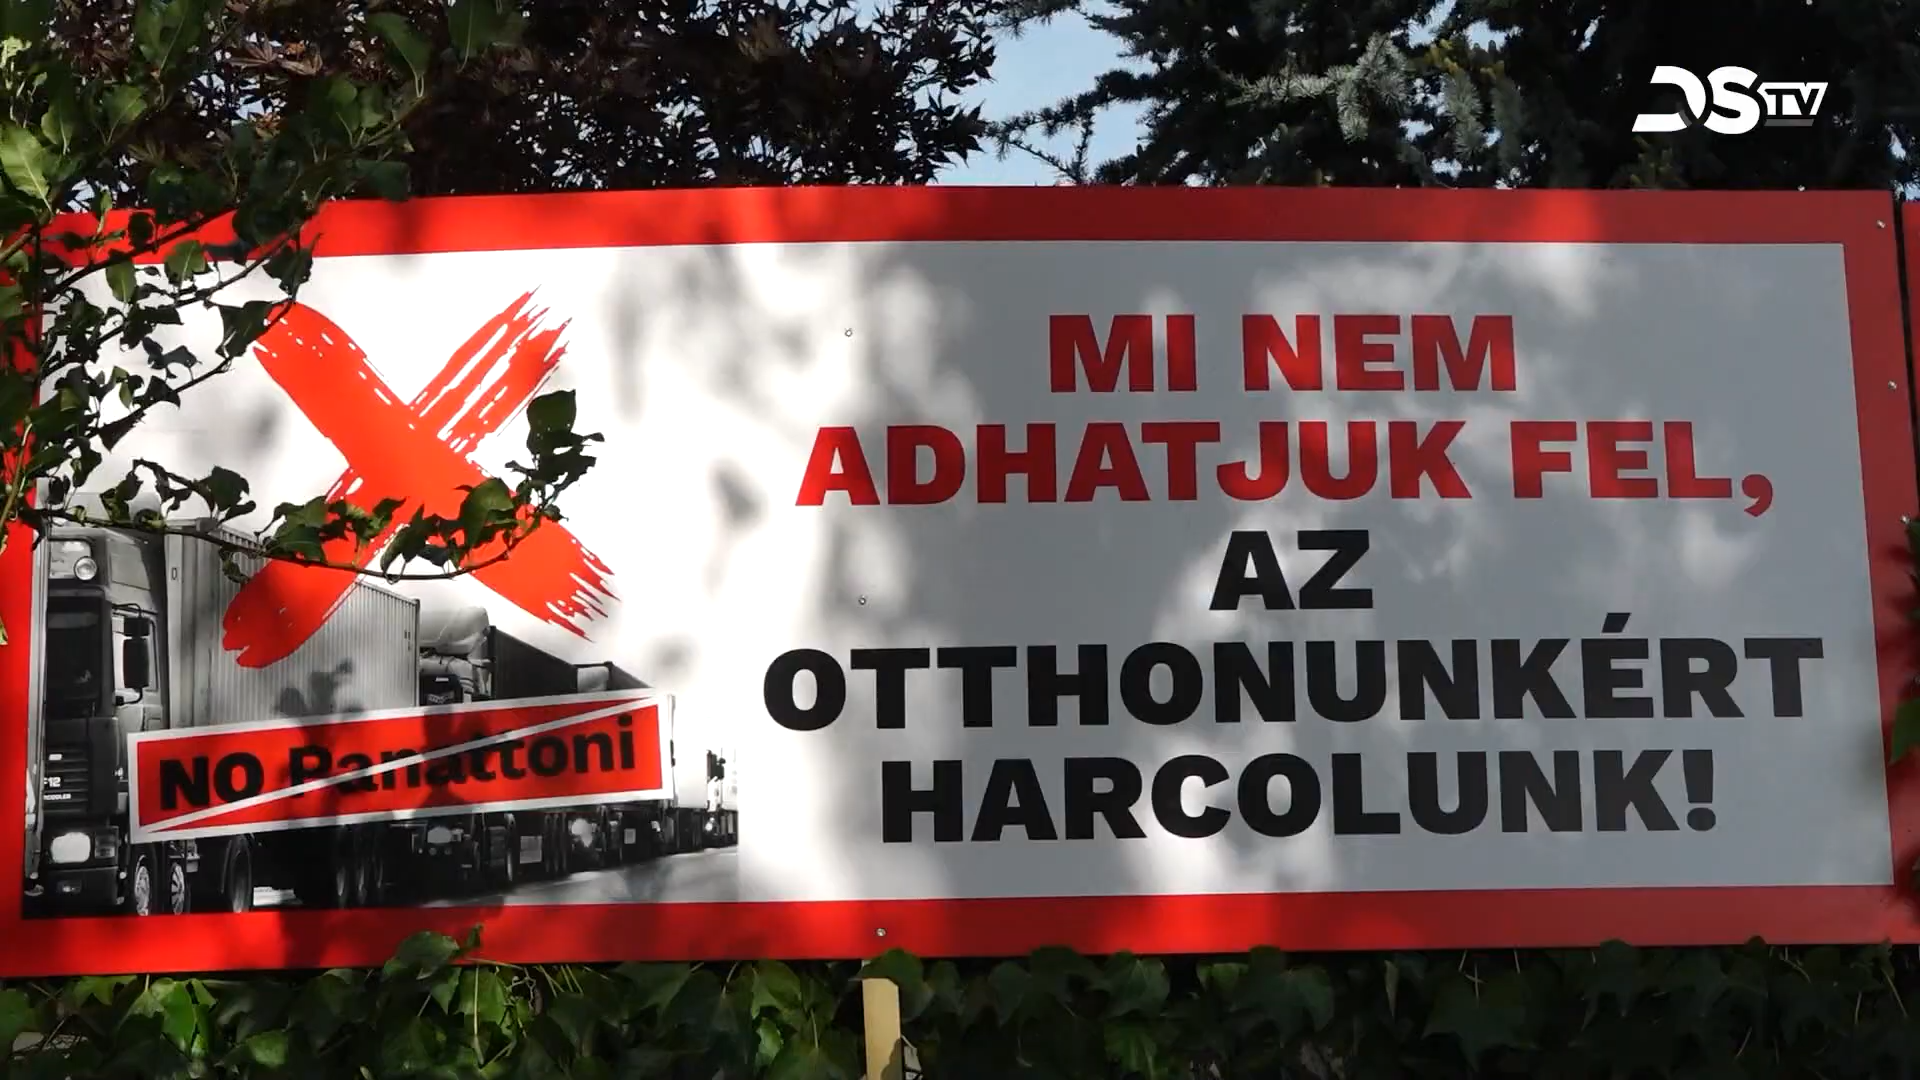 DSTV
MI NEM
ADHATJUK FEL,
AZ
OTTHONUNKÉRT
HARCOLUNK!
NO Panattoni